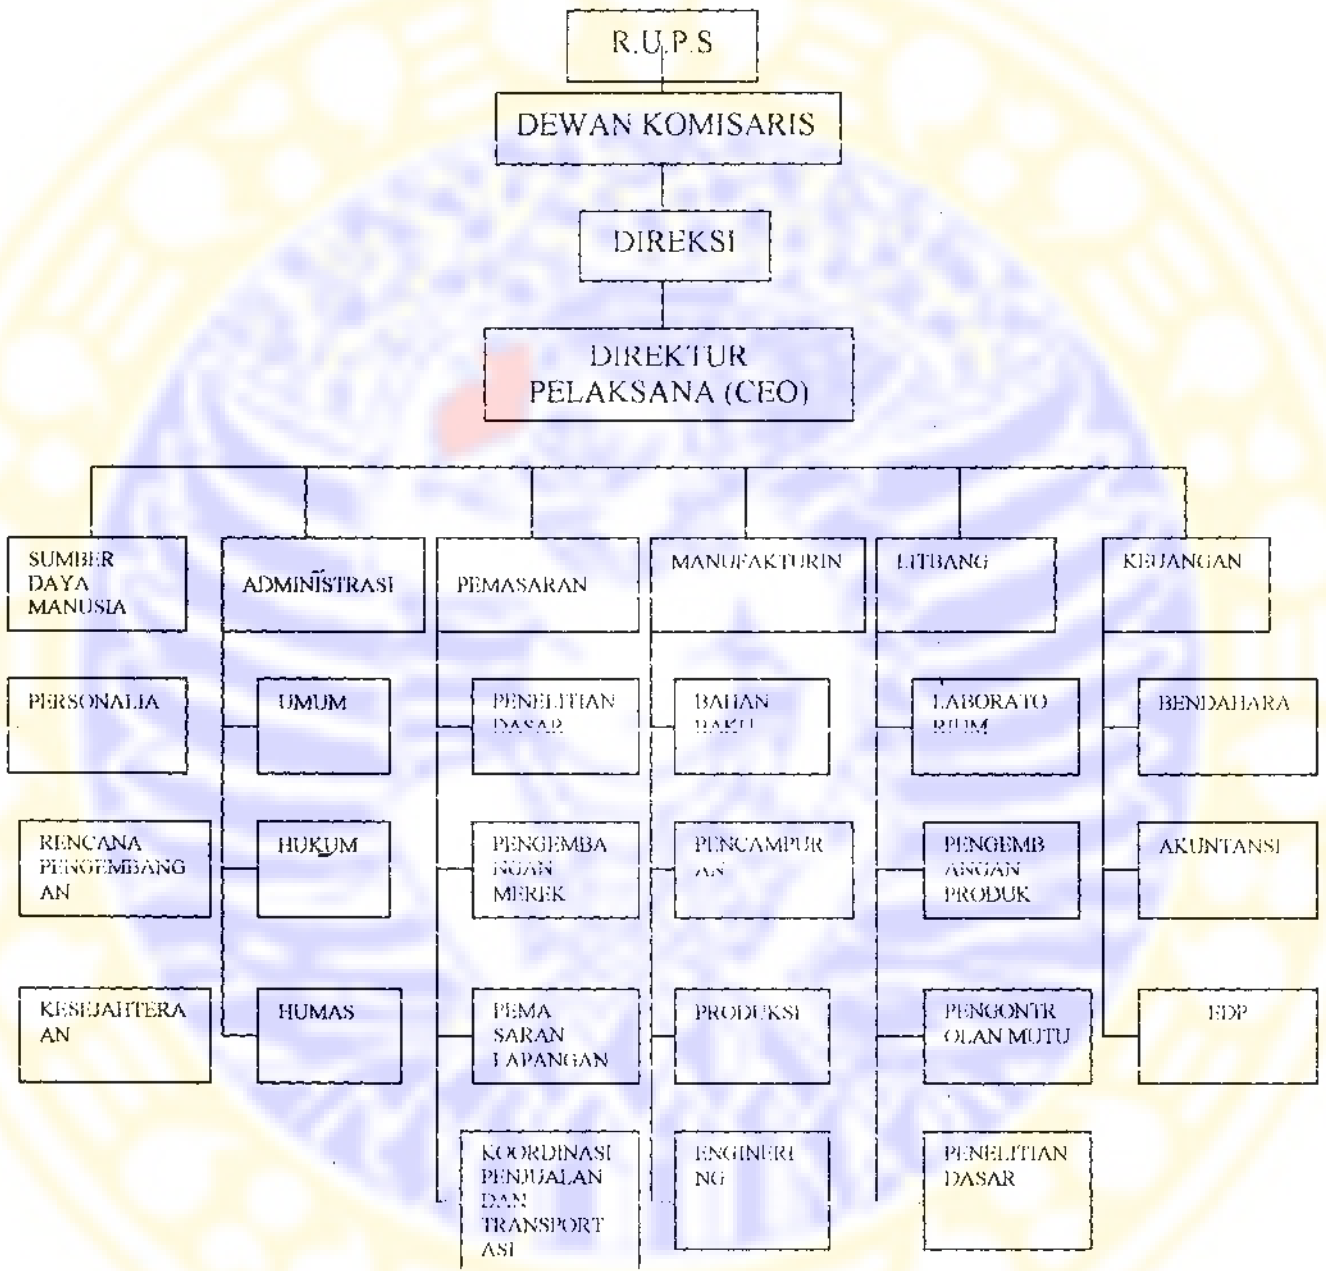 R.U.P.S
DEWAN KOMISARIS
DIREKSI
DIREKTUR
PELAKSANA (CEO)
SUMBER
DAYA
MANUSIA
ADMINISTRASI
PEMASARAN
MANUFAKTURIN
LITBANG
KEUANGAN
PERSONALIA
UMUM
PENELITIAN
DASAR
BAHAN
BAKU
LABORATO
RIUM
BENDAHARA
RENCANA
PENGEMBANG
AN
HUKUM
PENGEMBA
NGAN
MEREK
PENCAMPUR
AN
PENGEMB
ANGAN
PRODUK
AKUNTANSI
KESEJAHTERA
AN
HUMAS
PEMA
SARAN
LAPANGAN
PRODUKSI
PENGONTR
OLAN MUTU
EDP
KOORDINASI
PENJUALAN
DAN
TRANSPORT
ASI
ENGINERI
NG
PENELITIAN
DASAR